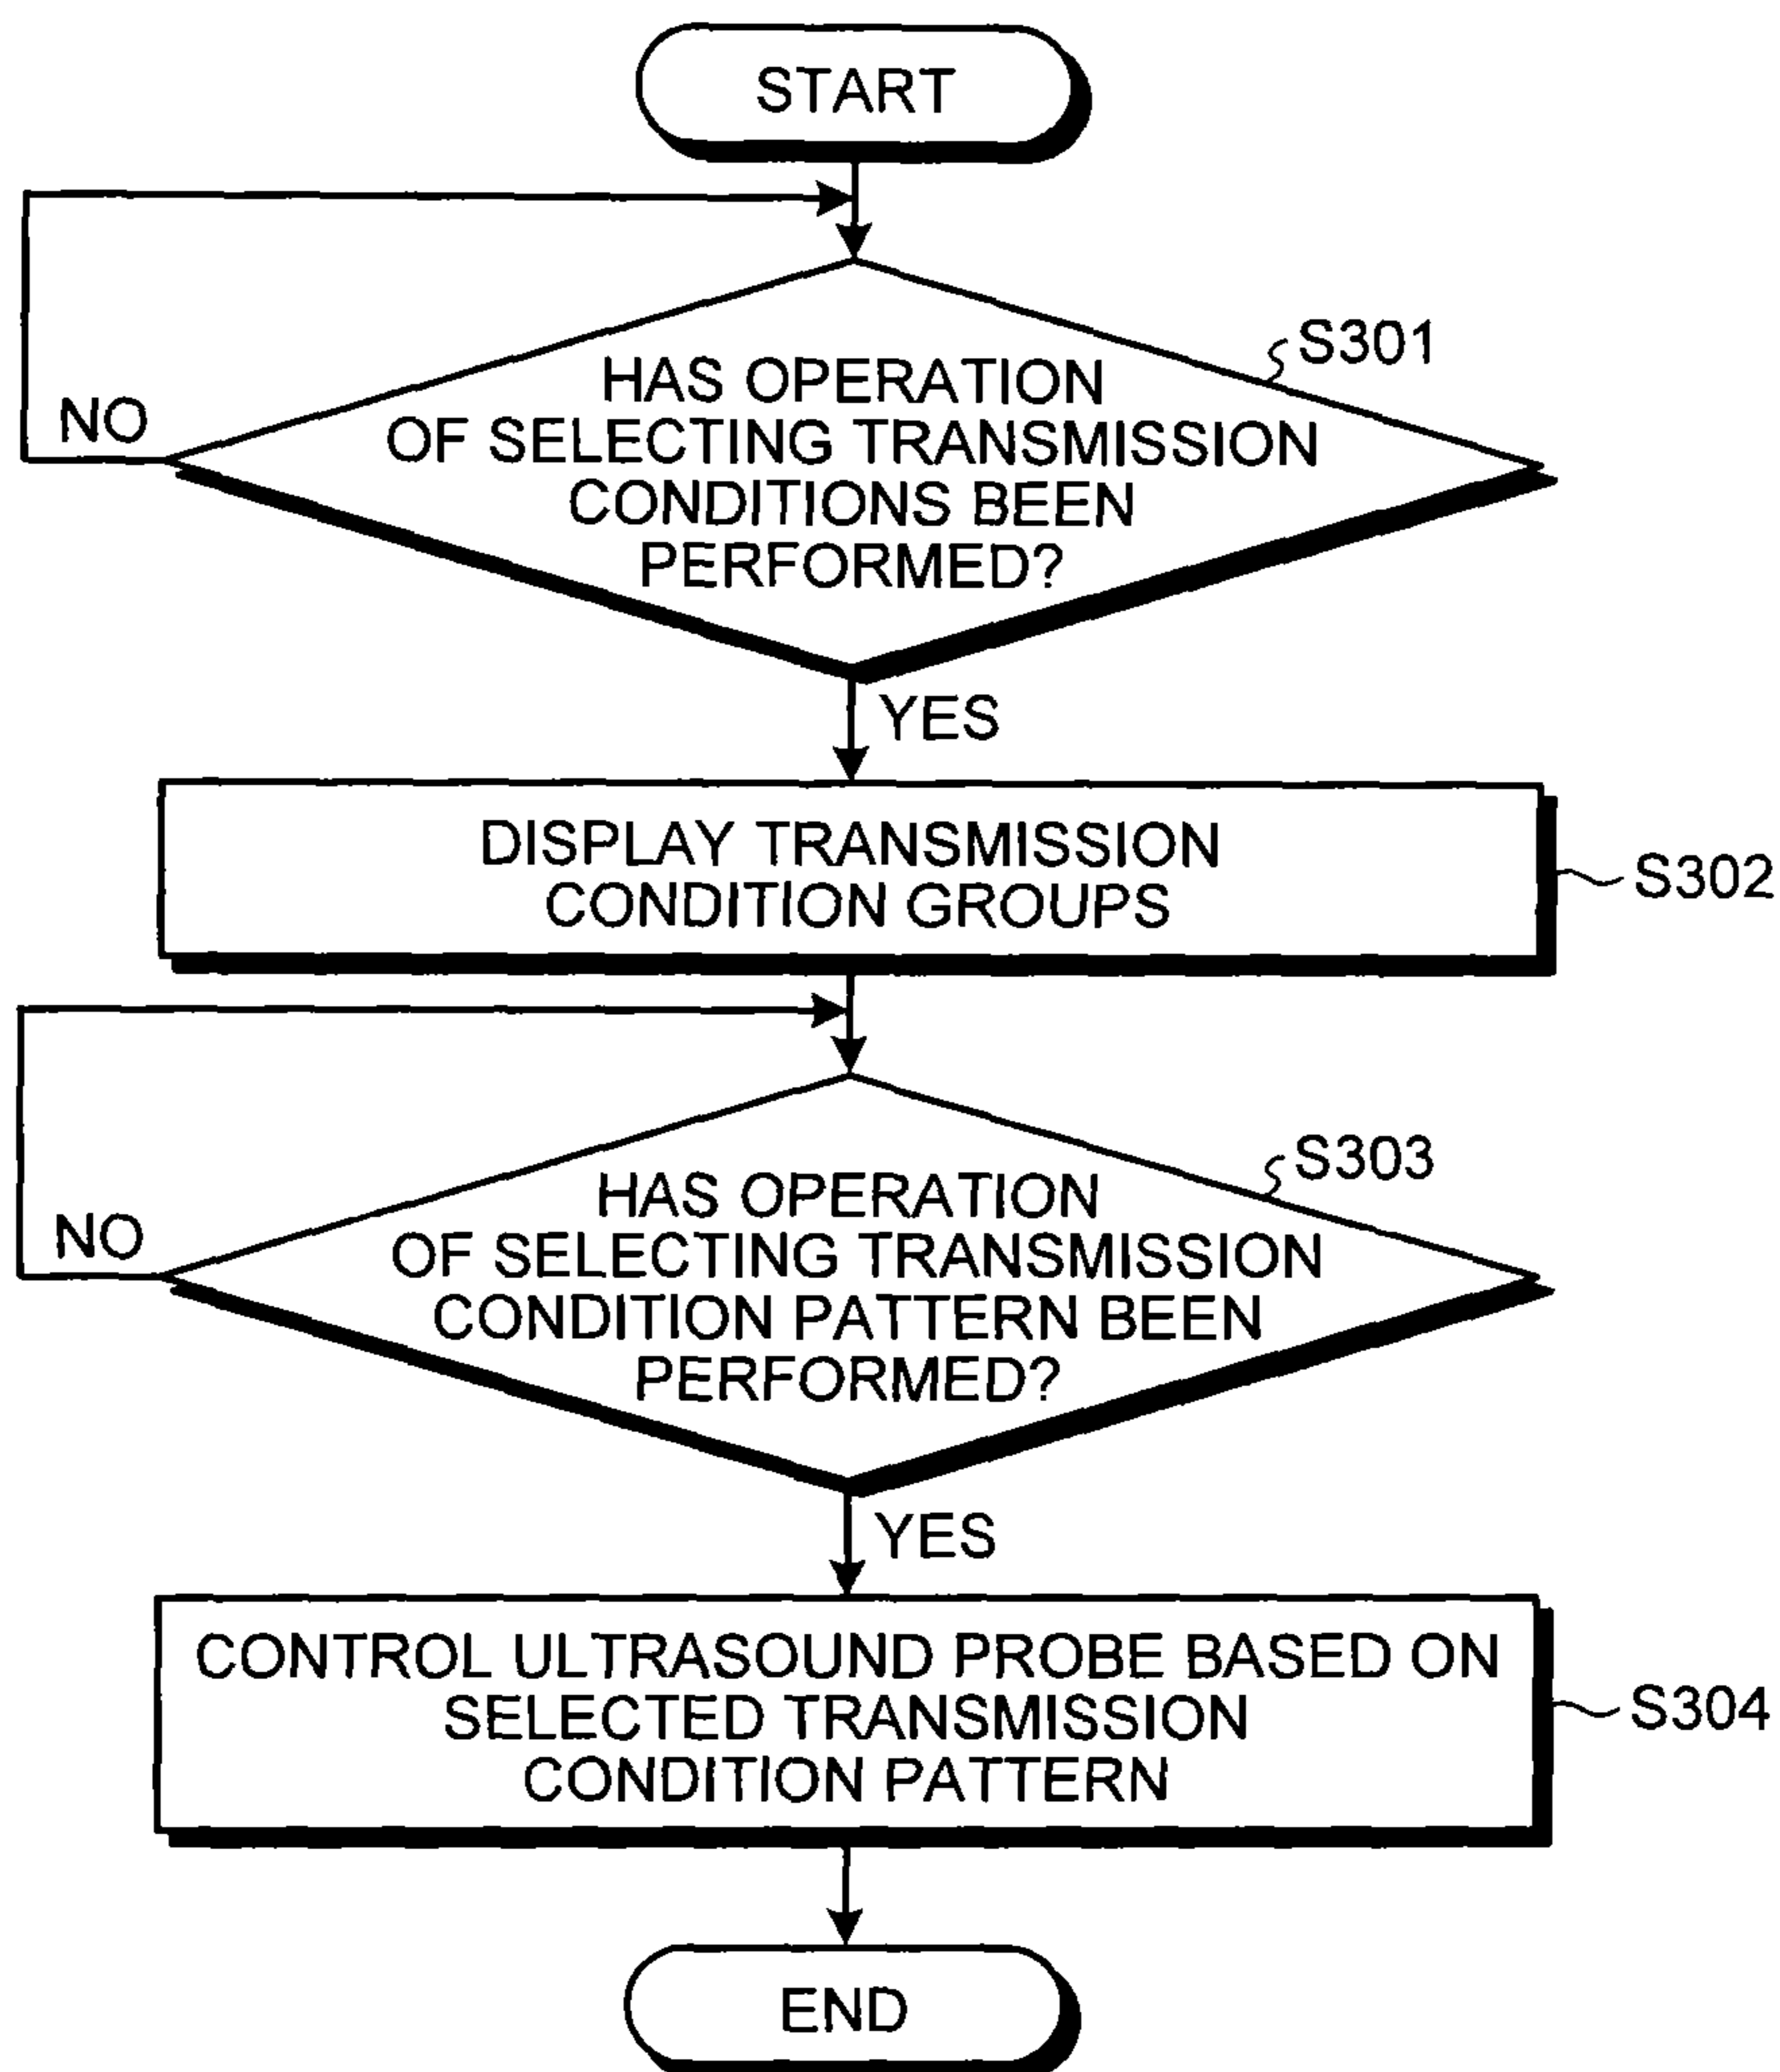 START
S301
HAS OPERATION
OF SELECTING TRANSMISSION
CONDITIONS BEEN
PERFORMED?
NO
YES
DISPLAY TRANSMISSION
CONDITION GROUPS
S302
S303
HAS OPERATION
OF SELECTING TRANSMISSION
CONDITION PATTERN BEEN
PERFORMED?
NO
YES
CONTROL ULTRASOUND PROBE BASED ON
SELECTED TRANSMISSION
CONDITION PATTERN
S304
END